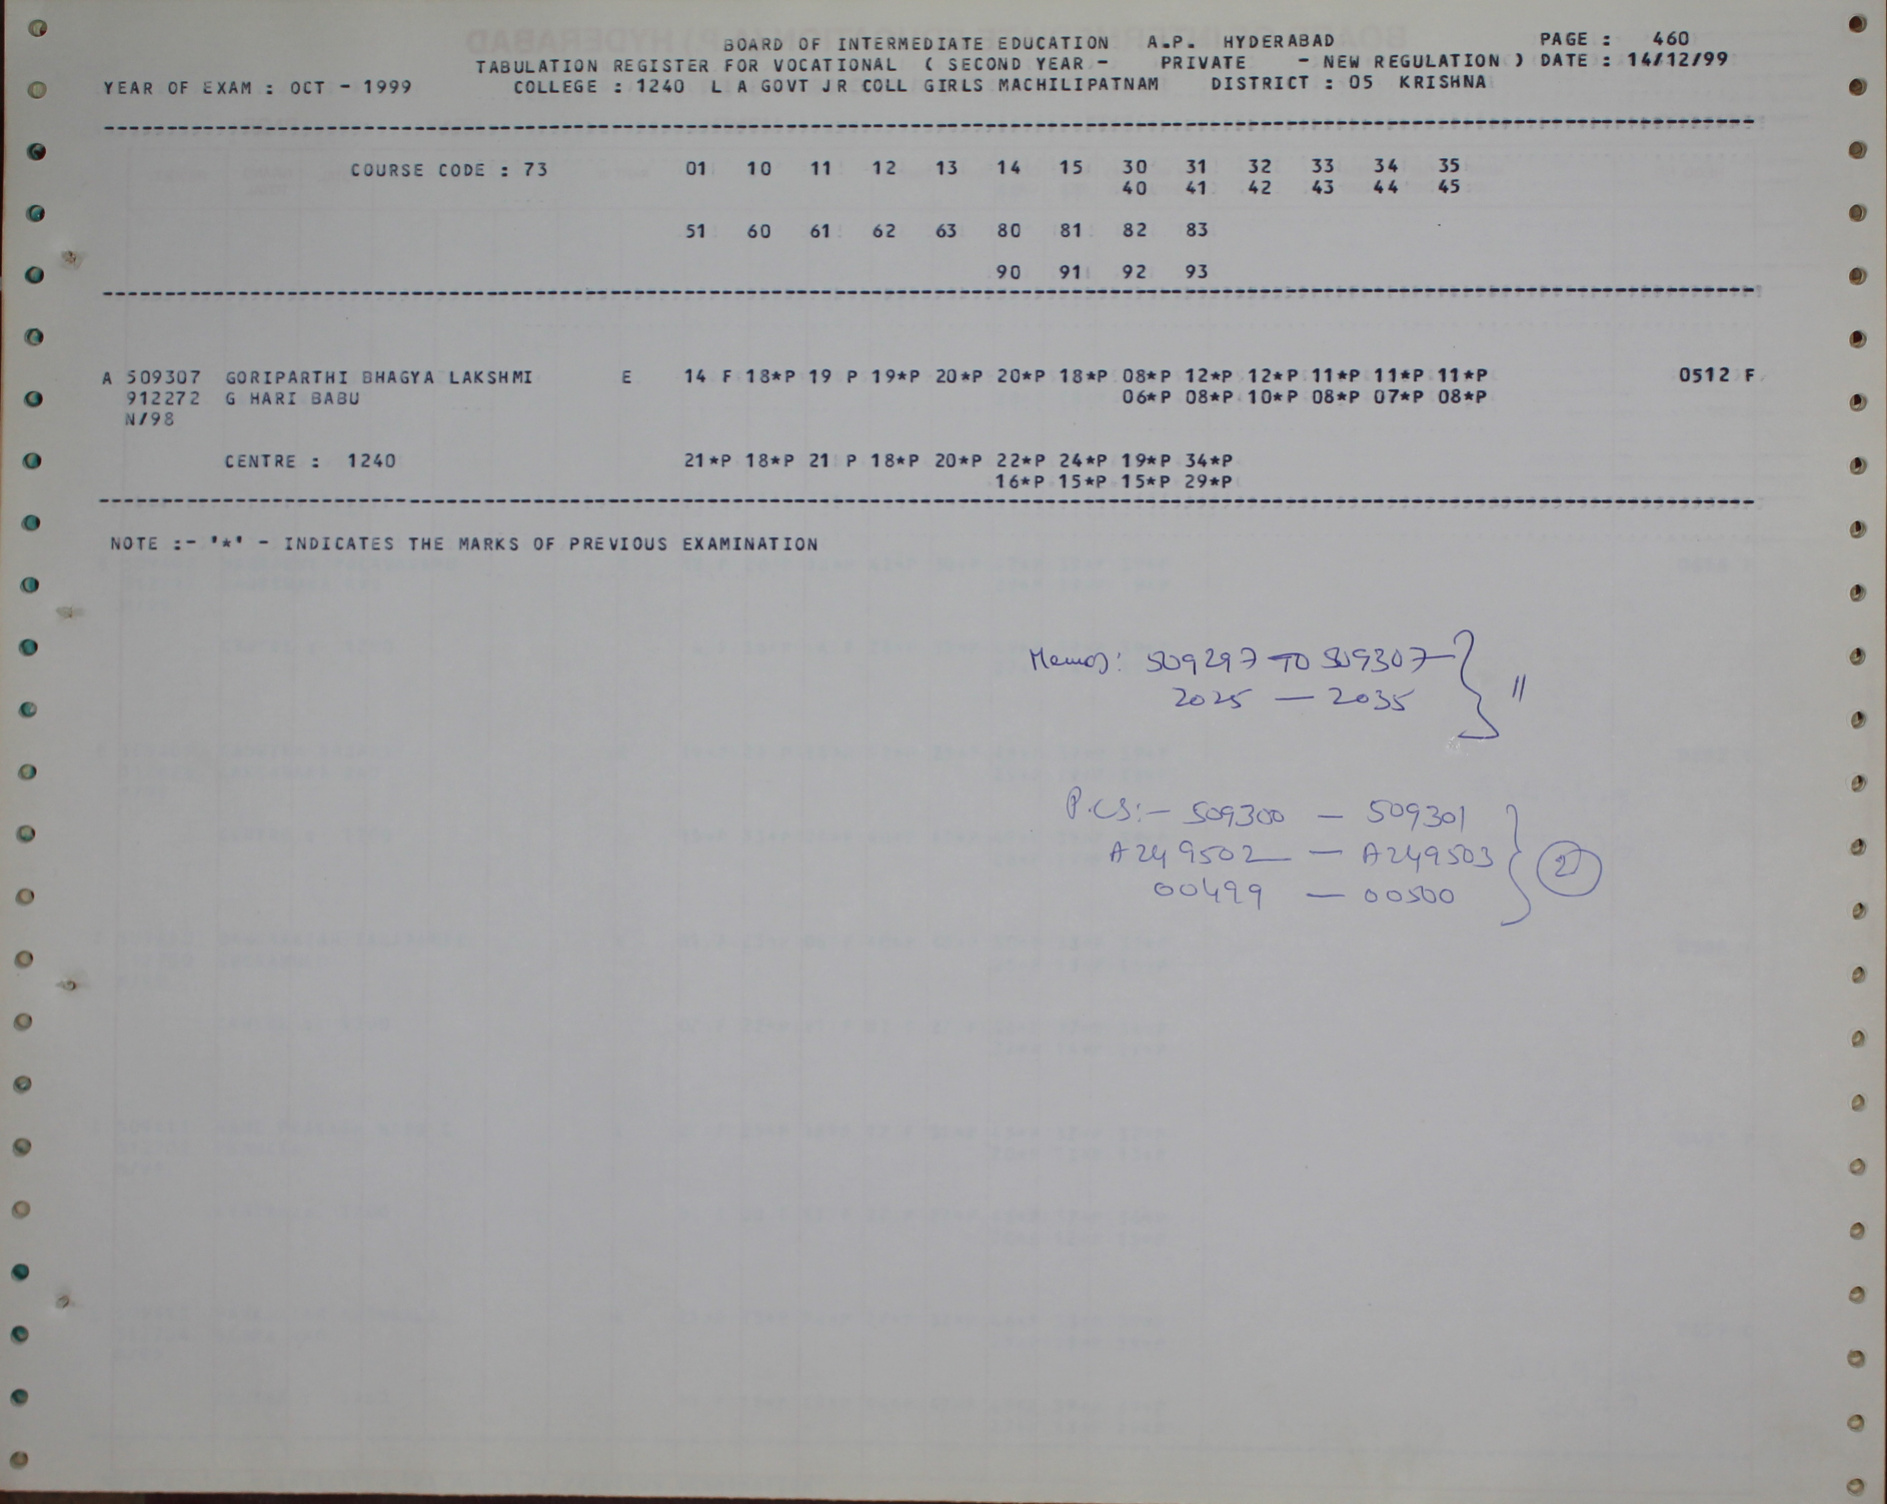 BOARD OF INTERMEDIATE EDUCATION A.P. HYDERABAD PAGE : 460
TABULATION REGISTER FOR VOCATIONAL ( SECOND YEAR - PRIVATE - NEW REGULATION ) DATE : 14/12/99
YEAR OF EXAM : OCT - 1999 COLLEGE : 1240 L A GOVT JR COLL GIRLS MACHILIPATNAM DISTRICT : 05 KRISHNA
COURSE CODE : 73 01 10 11 12 13 14 15 30 31 32 33 34 35
40 41 42 43 44 45
51 60 61 62 63 80 81 82 83
90 91 92 93
A 509307 GORIPARTHI BHAGYA LAKSHMI E 14 F 18*P 19 P 19*P 20*P 20*P 18*P 08*P 12*P 12*P 11*P 11*P 11*P 0512 F
912272 G HARI BABU 06*P 08*P 10*P 08*P 07*P 08*P
N/98
CENTRE : 1240 21*P 18*P 21 P 18*P 20*P 22*P 24*P 19*P 34*P
16*P 15*P 15*P 29*P
NOTE :- '*' - INDICATES THE MARKS OF PREVIOUS EXAMINATION
Memos: 509297 TO 509307
2025 — 2035 11
P.CS:- 509300 — 509301
A249502 — A249503 2
00499 — 00500